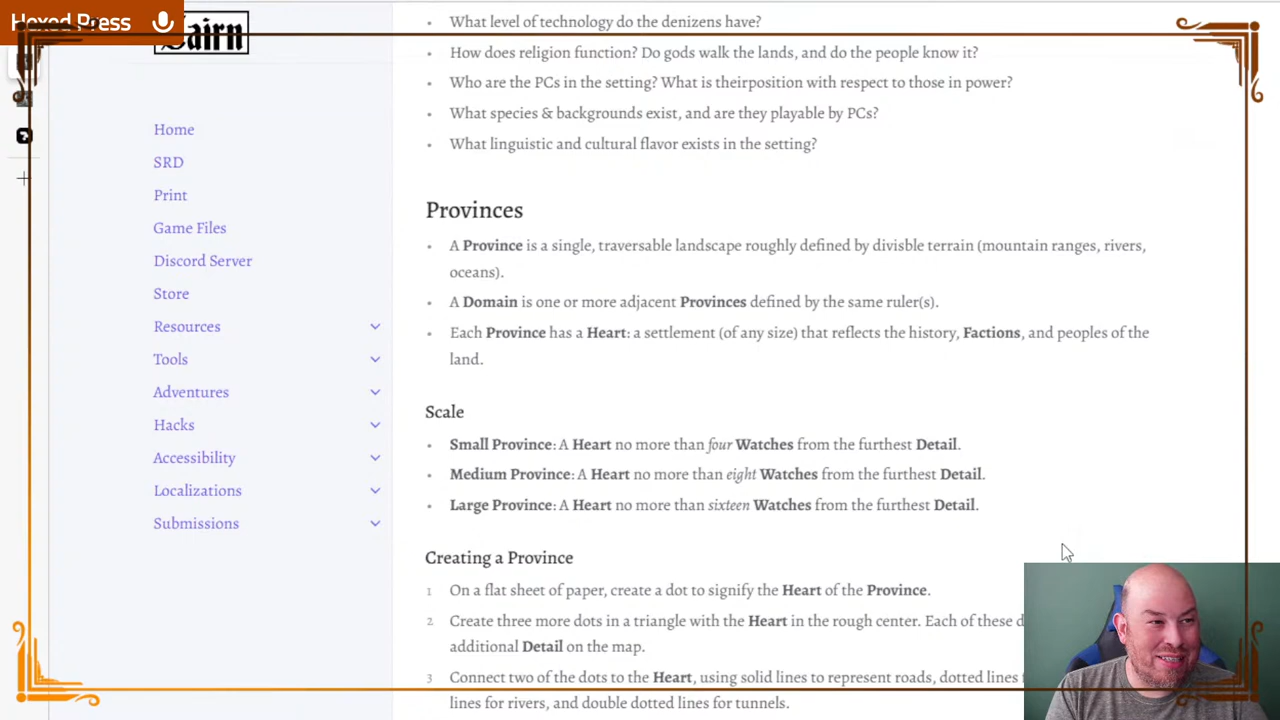 Hexed Press
Cairn
Home
SRD
Print
Game Files
Discord Server
Store
Resources
Tools
Adventures
Hacks
Accessibility
Localizations
Submissions
• What level of technology do the denizens have?
• How does religion function? Do gods walk the lands, and do the people know it?
• Who are the PCs in the setting? What is theirposition with respect to those in power?
• What species & backgrounds exist, and are they playable by PCs?
• What linguistic and cultural flavor exists in the setting?
Provinces
• A Province is a single, traversable landscape roughly defined by divisble terrain (mountain ranges, rivers,
oceans).
• A Domain is one or more adjacent Provinces defined by the same ruler(s).
• Each Province has a Heart: a settlement (of any size) that reflects the history, Factions, and peoples of the
land.
Scale
• Small Province: A Heart no more than four Watches from the furthest Detail.
• Medium Province: A Heart no more than eight Watches from the furthest Detail.
• Large Province: A Heart no more than sixteen Watches from the furthest Detail.
Creating a Province
1 On a flat sheet of paper, create a dot to signify the Heart of the Province.
2 Create three more dots in a triangle with the Heart in the rough center. Each of these
additional Detail on the map.
3 Connect two of the dots to the Heart, using solid lines to represent roads, dotted lines
lines for rivers, and double dotted lines for tunnels.